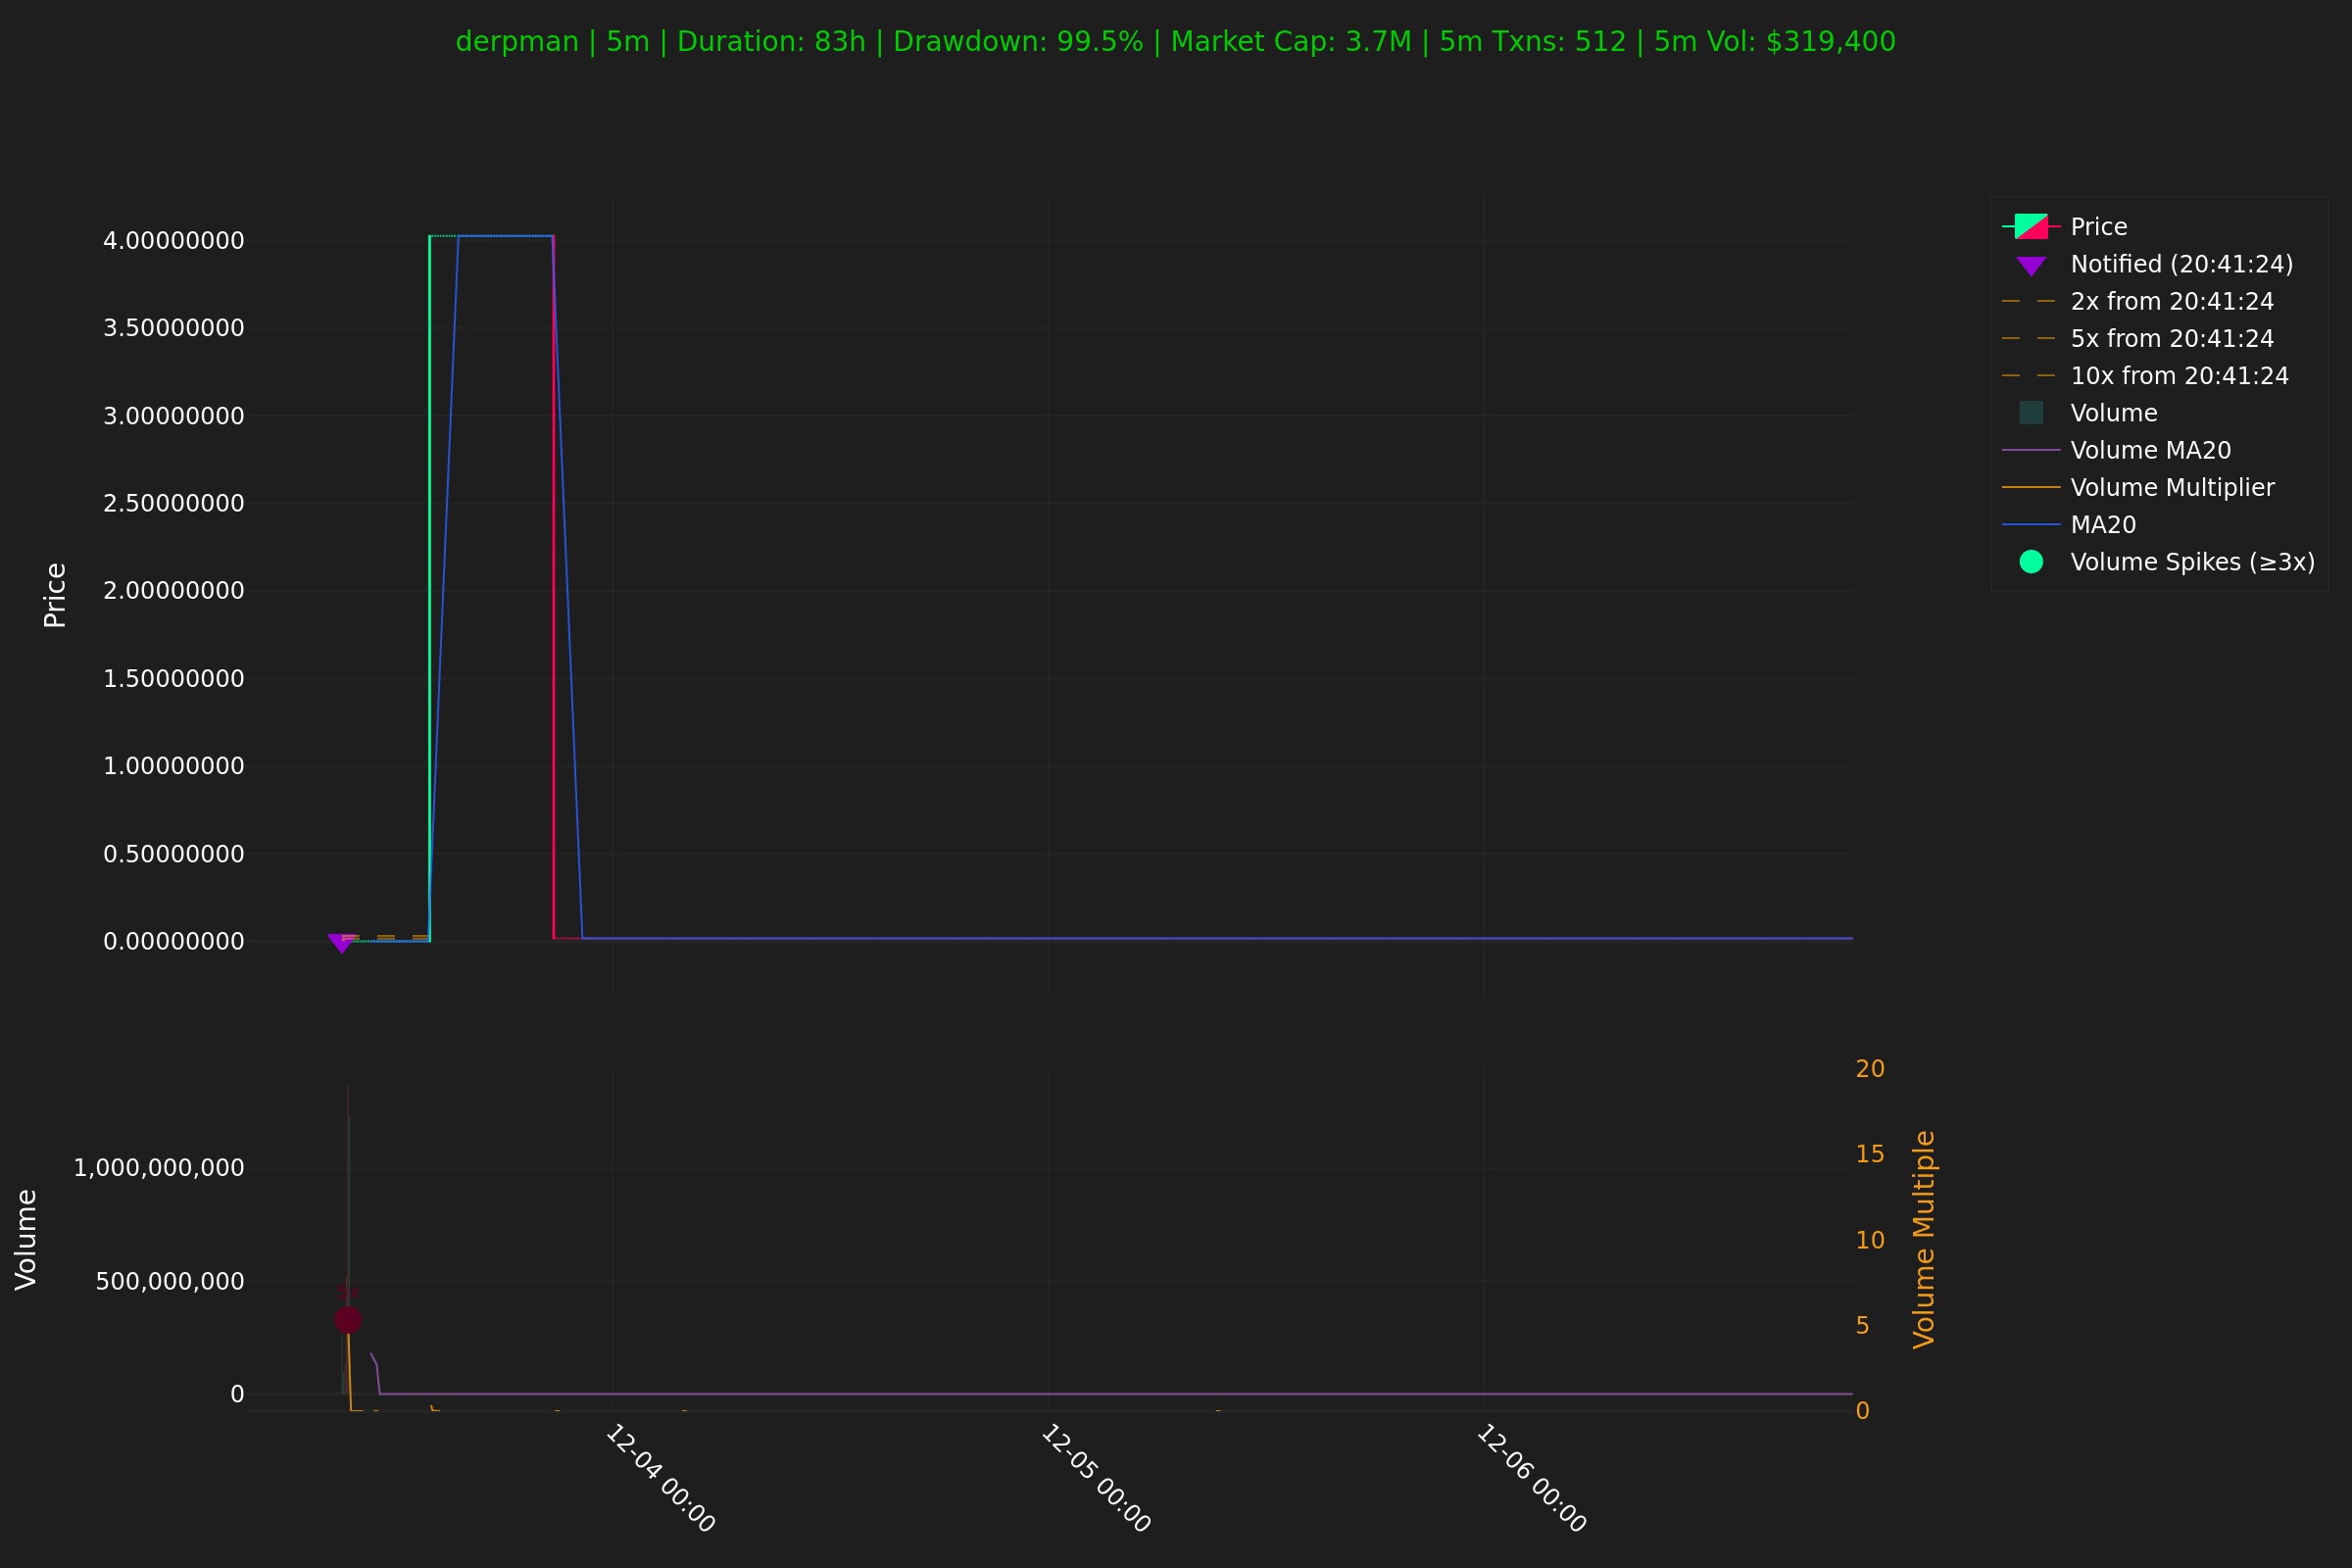 derpman | 5m | Duration: 83h | Drawdown: 99.5% | Market Cap: 3.7M | 5m Txns: 512 | 5m Vol: $319,400
4.00000000
3.50000000
3.00000000
2.50000000
2.00000000
1.50000000
1.00000000
0.50000000
0.00000000
Price
Price
Notified (20:41:24)
2x from 20:41:24
5x from 20:41:24
10x from 20:41:24
Volume
Volume MA20
Volume Multiplier
MA20
Volume Spikes (≥3x)
1,000,000,000
500,000,000
0
Volume
20
15
10
5
0
Volume Multiple
12-04 00:00
12-05 00:00
12-06 00:00